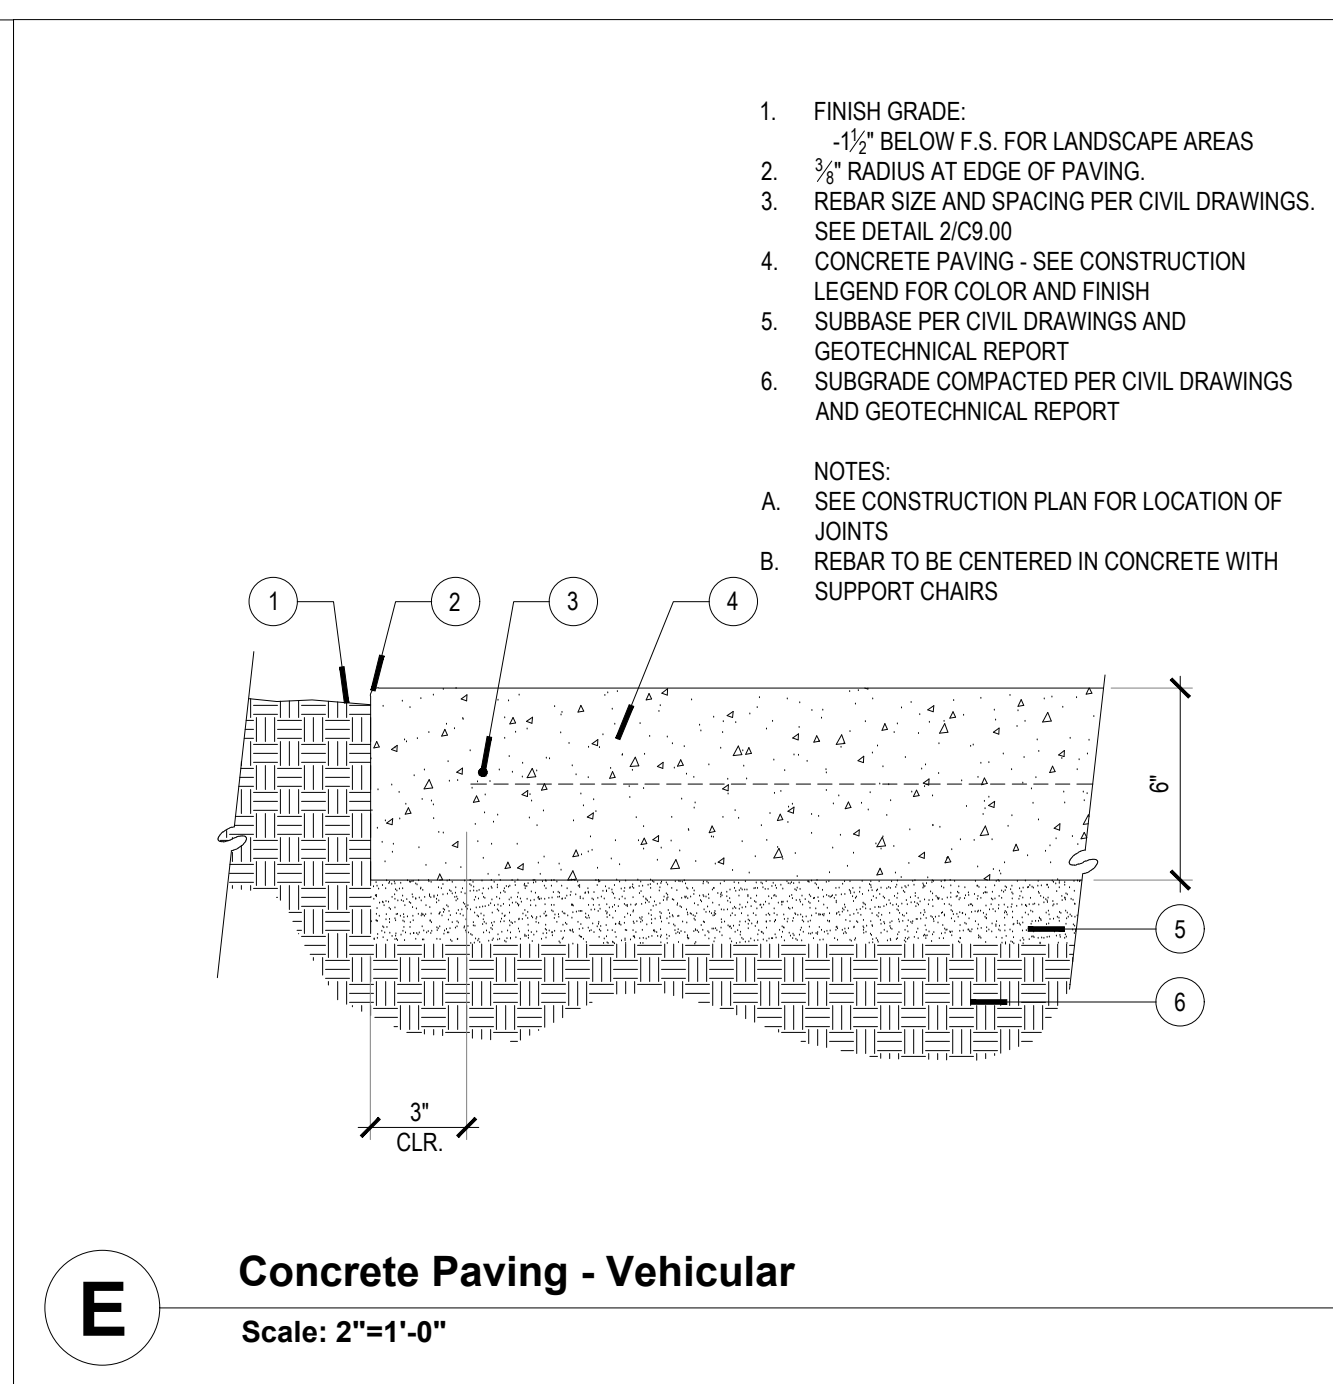 1. FINISH GRADE:
-1½" BELOW F.S. FOR LANDSCAPE AREAS
2. ⅜" RADIUS AT EDGE OF PAVING.
3. REBAR SIZE AND SPACING PER CIVIL DRAWINGS.
SEE DETAIL 2/C9.00
4. CONCRETE PAVING - SEE CONSTRUCTION
LEGEND FOR COLOR AND FINISH
5. SUBBASE PER CIVIL DRAWINGS AND
GEOTECHNICAL REPORT
6. SUBGRADE COMPACTED PER CIVIL DRAWINGS
AND GEOTECHNICAL REPORT
NOTES:
A. SEE CONSTRUCTION PLAN FOR LOCATION OF
JOINTS
B. REBAR TO BE CENTERED IN CONCRETE WITH
SUPPORT CHAIRS
1 2 3 4
6"
5
6
3"
CLR.
E
Concrete Paving - Vehicular
Scale: 2"=1'-0"